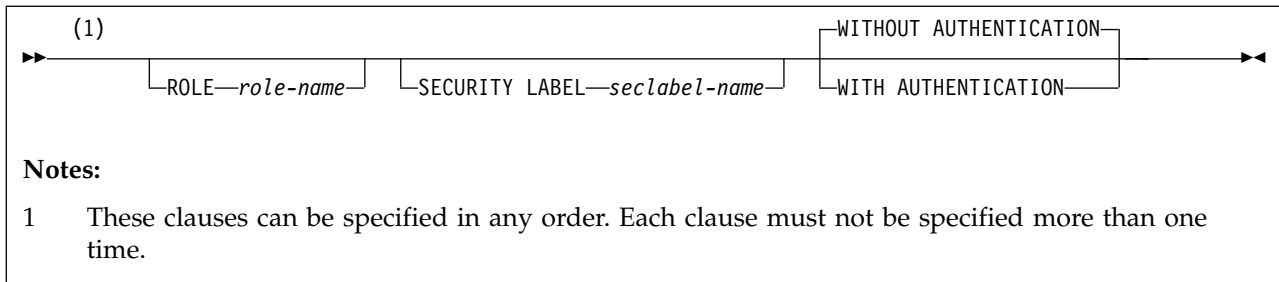 (1)
WITHOUT AUTHENTICATION
ROLE role-name SECURITY LABEL seclabel-name WITH AUTHENTICATION
Notes:
1 These clauses can be specified in any order. Each clause must not be specified more than one
time.